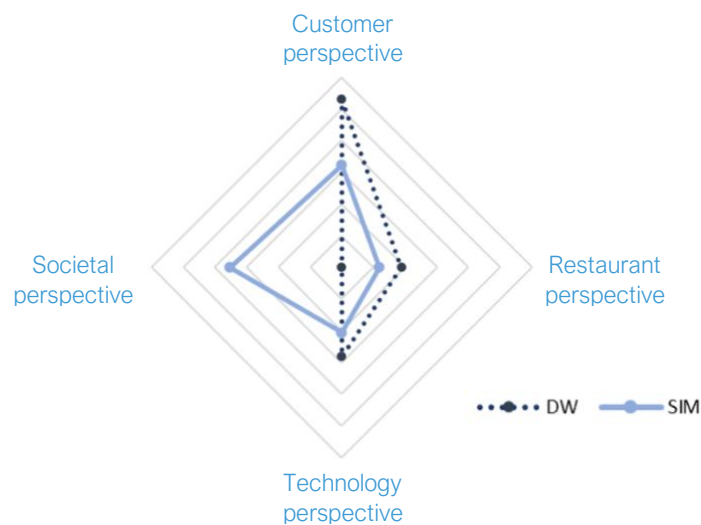 Customer
perspective
Societal
perspective
Restaurant
perspective
DW
SIM
Technology
perspective